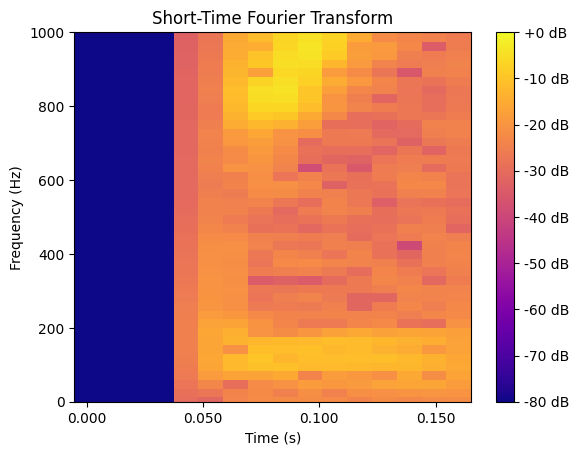 Short-Time Fourier Transform
1000
800
600
400
200
0
Frequency (Hz)
0.000
0.050
0.100
0.150
Time (s)
+0 dB
-10 dB
-20 dB
-30 dB
-40 dB
-50 dB
-60 dB
-70 dB
-80 dB